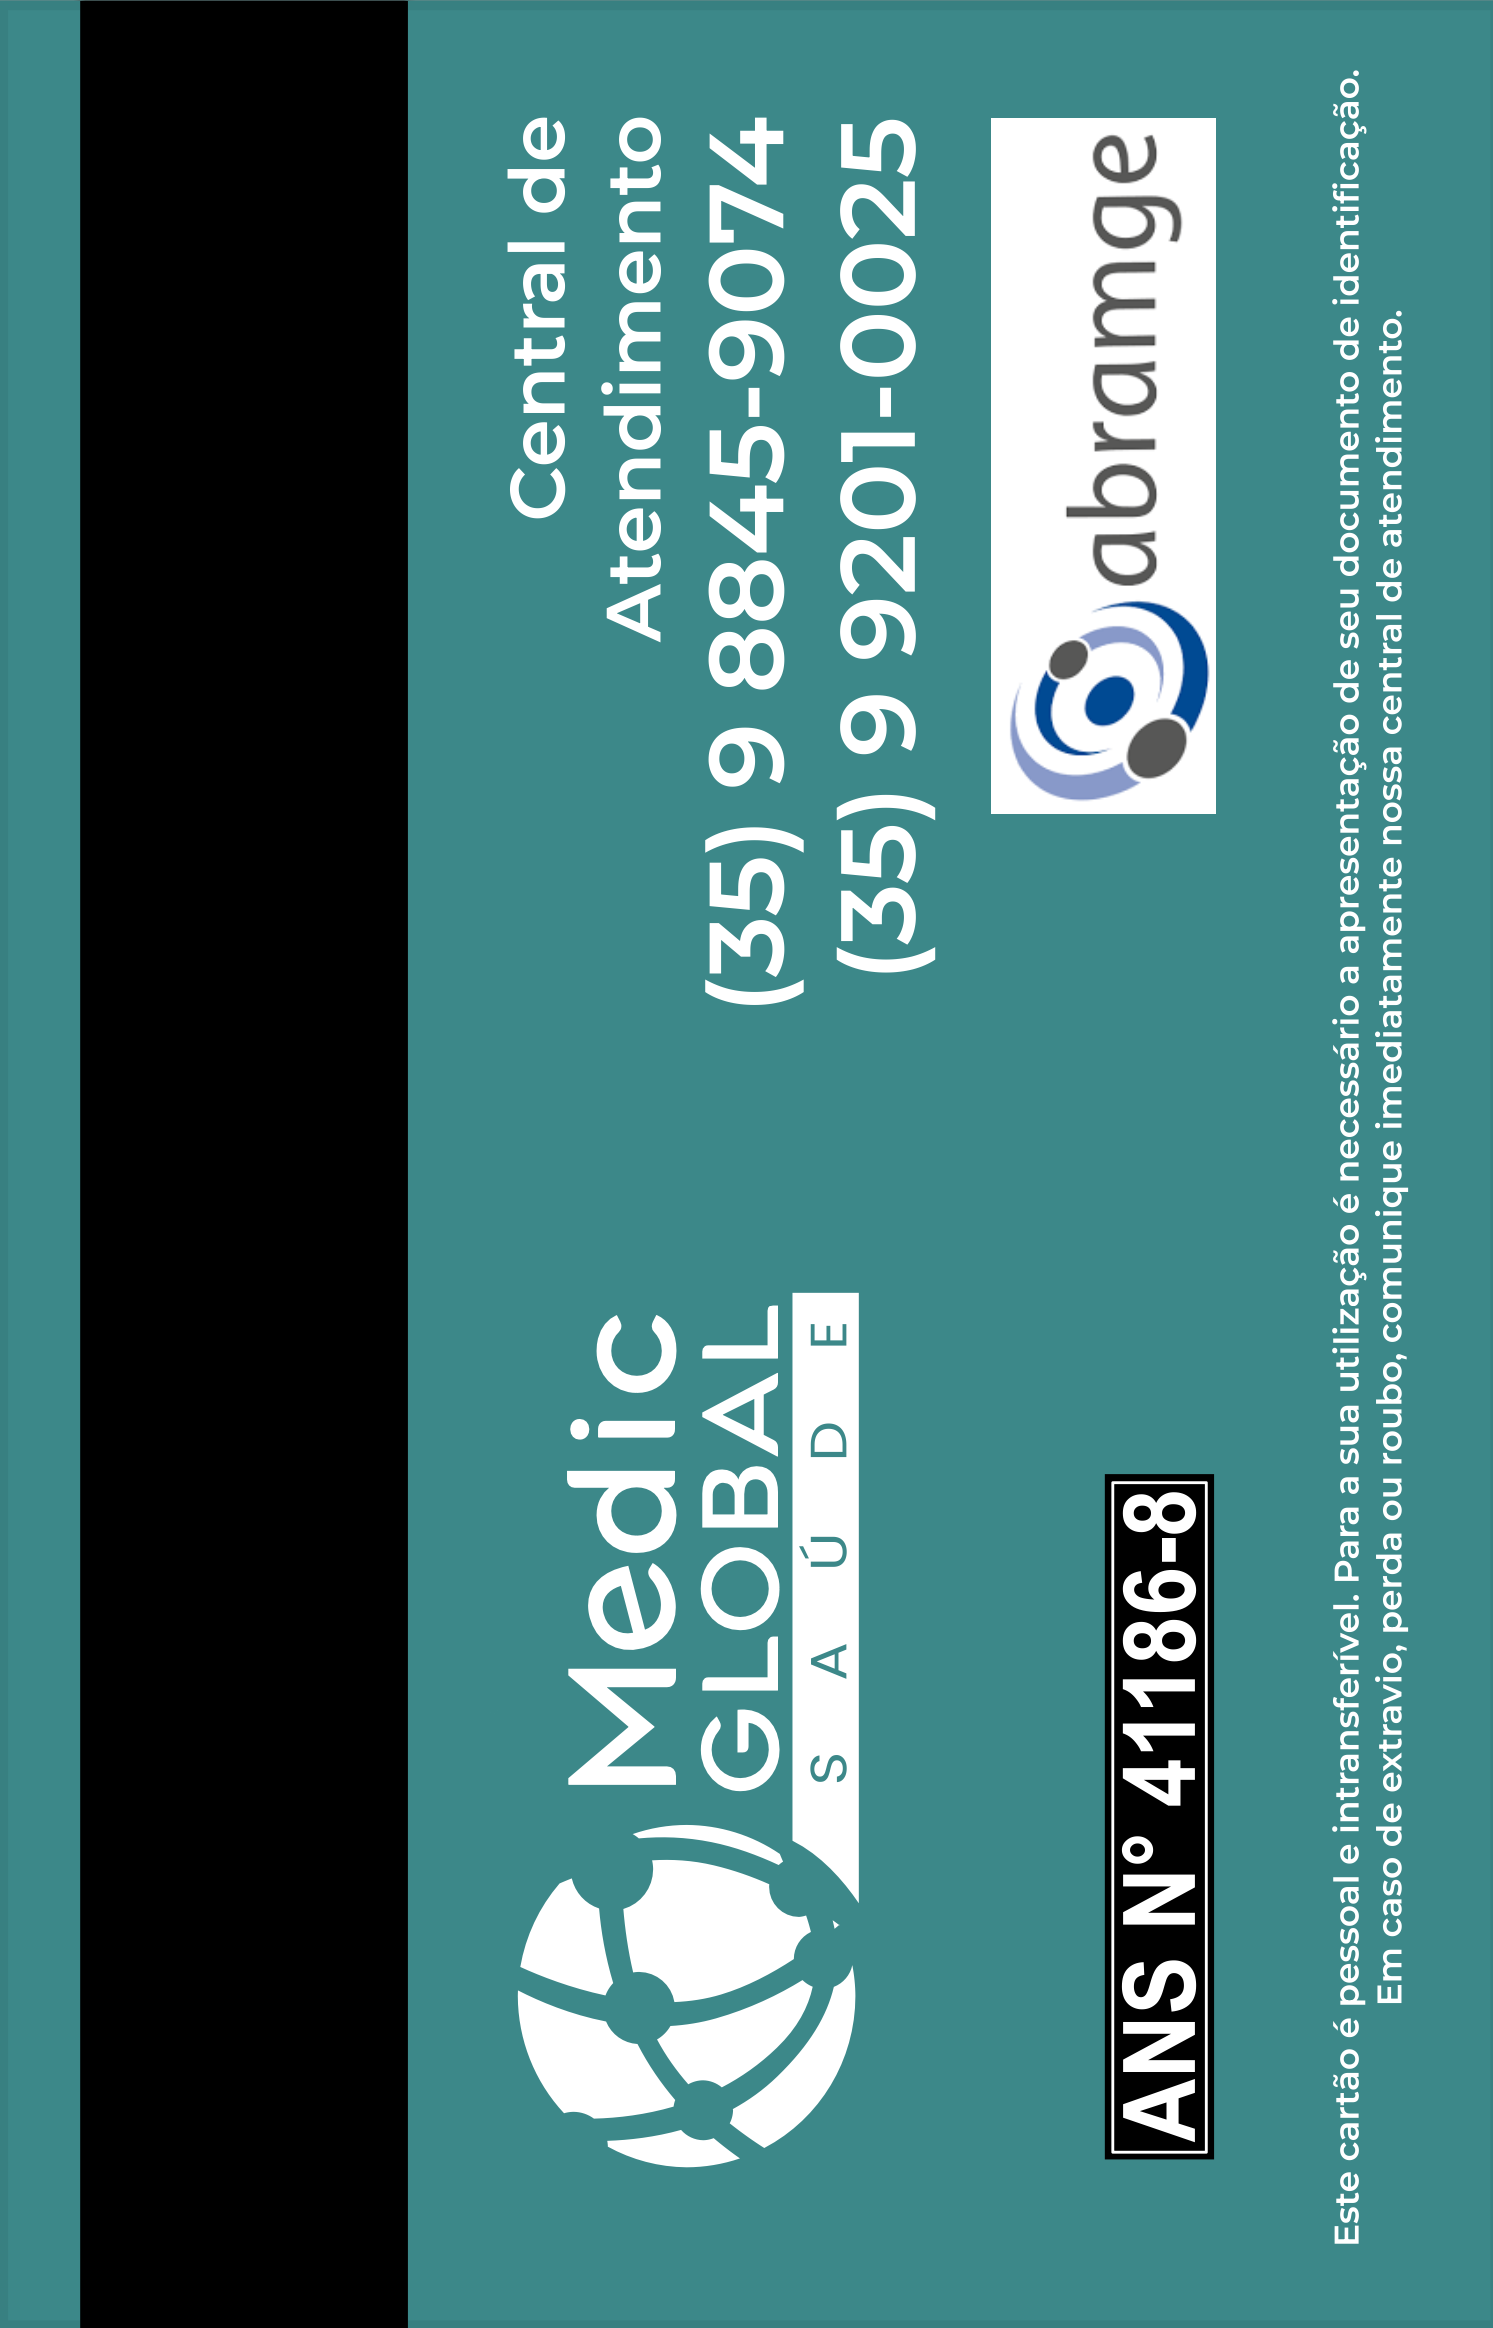 Central de
Atendimento
(35) 9 8845-9074
(35) 9 9201-0025
Medic
GLOBAL
SAÚDE
abramge
ANS Nº 41186-8
Este cartão é pessoal e intransferível. Para a sua utilização é necessário a apresentação de seu documento de identificação.
Em caso de extravio, perda ou roubo, comunique imediatamente nossa central de atendimento.